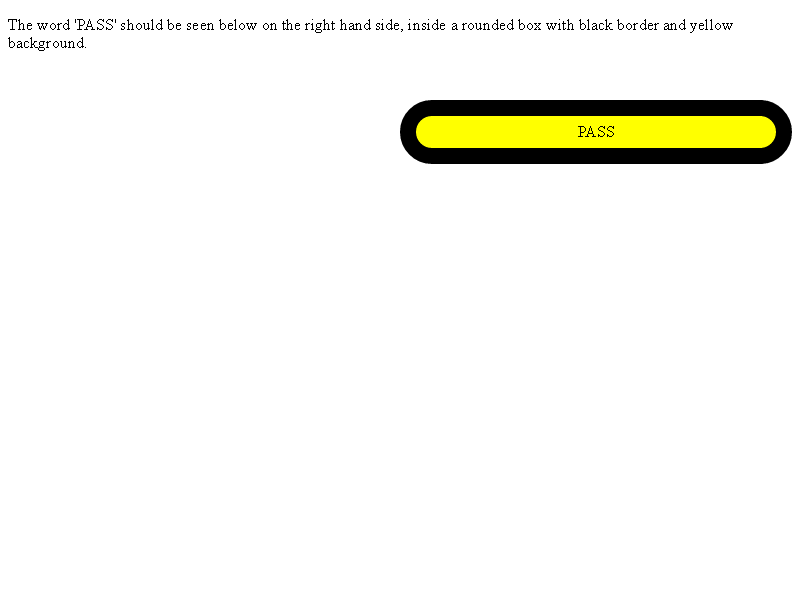 The word 'PASS' should be seen below on the right hand side, inside a rounded box with black border and yellow
background.
PASS